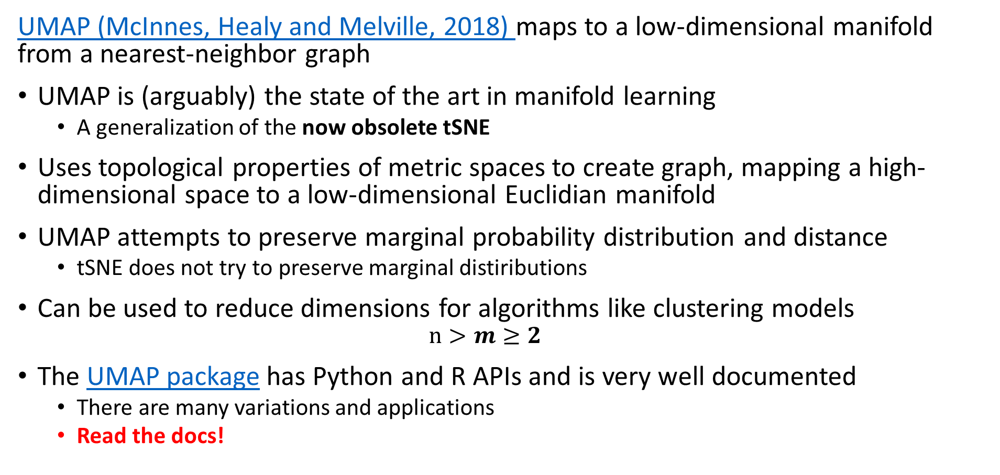 UMAP (McInnes, Healy and Melville, 2018) maps to a low-dimensional manifold
from a nearest-neighbor graph
• UMAP is (arguably) the state of the art in manifold learning
• A generalization of the now obsolete tSNE
• Uses topological properties of metric spaces to create graph, mapping a high-
dimensional space to a low-dimensional Euclidian manifold
• UMAP attempts to preserve marginal probability distribution and distance
• tSNE does not try to preserve marginal distiributions
• Can be used to reduce dimensions for algorithms like clustering models
n > m ≥ 2
• The UMAP package has Python and R APIs and is very well documented
• There are many variations and applications
• Read the docs!